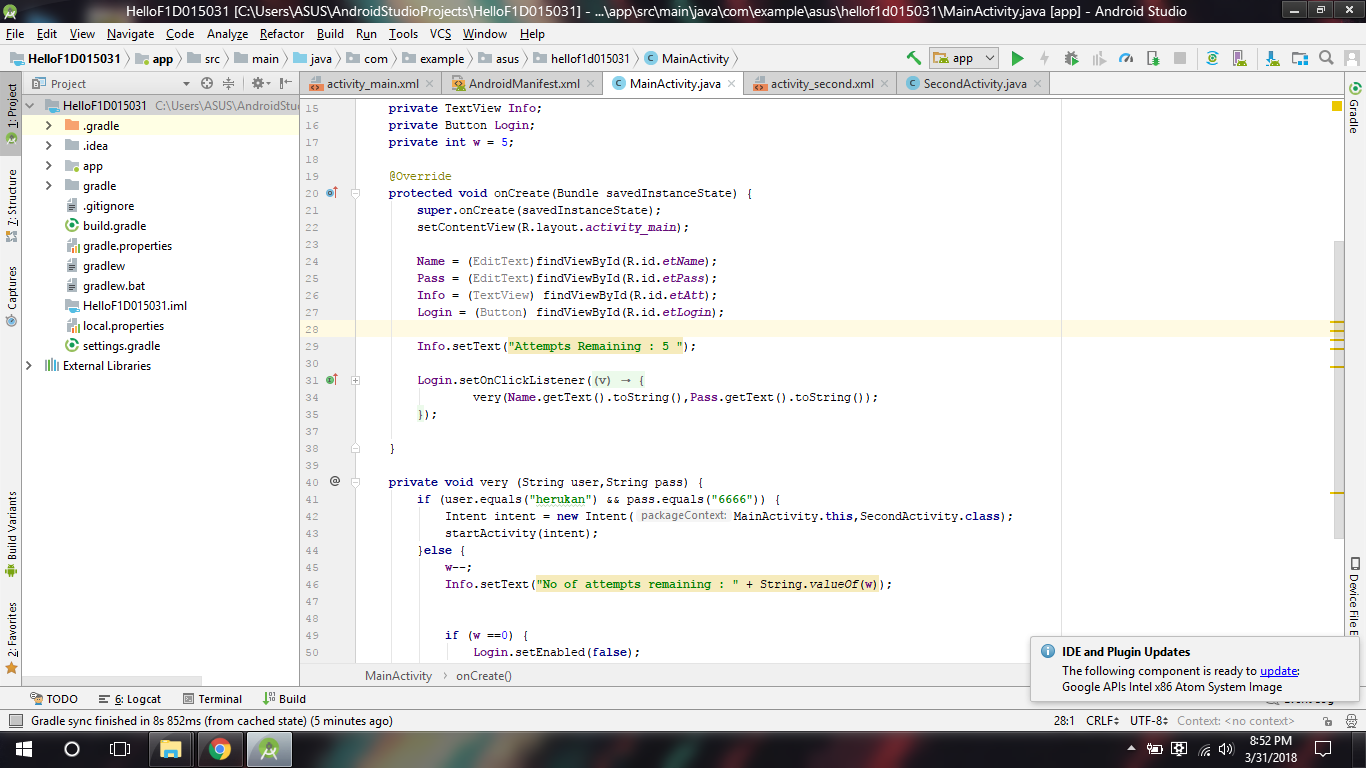 HelloF1D015031 [C:\Users\ASUS\AndroidStudioProjects\HelloF1D015031] - ...\app\src\main\java\com\example\asus\hellof1d015031\MainActivity.java [app] - Android Studio
File Edit View Navigate Code Analyze Refactor Build Run Tools VCS Window Help
HelloF1D015031 app src main java com example asus hellof1d015031 MainActivity app
Project activity_main.xml AndroidManifest.xml MainActivity.java activity_second.xml SecondActivity.java
1: Project
7: Structure
Captures
Build Variants
2: Favorites
HelloF1D015031 C:\Users\ASUS\AndroidStu
.gradle
.idea
app
gradle
.gitignore
build.gradle
gradle.properties
gradlew
gradlew.bat
HelloF1D015031.iml
local.properties
settings.gradle
External Libraries
15 private TextView Info;
16 private Button Login;
17 private int w = 5;
18
19 @Override
20 protected void onCreate(Bundle savedInstanceState) {
21 super.onCreate(savedInstanceState);
22 setContentView(R.layout.activity_main);
23
24 Name = (EditText)findViewById(R.id.etName);
25 Pass = (EditText)findViewById(R.id.etPass);
26 Info = (TextView) findViewById(R.id.etAtt);
27 Login = (Button) findViewById(R.id.etLogin);
28
29 Info.setText("Attempts Remaining : 5 ");
30
31 Login.setOnClickListener((v) → {
34 very(Name.getText().toString(),Pass.getText().toString());
35 });
37
38 }
39
40 @ private void very (String user,String pass) {
41 if (user.equals("herukan") && pass.equals("6666")) {
42 Intent intent = new Intent( packageContext: MainActivity.this,SecondActivity.class);
43 startActivity(intent);
44 }else {
45 w--;
46 Info.setText("No of attempts remaining : " + String.valueOf(w));
47
48
49 if (w ==0) {
50 Login.setEnabled(false);
MainActivity onCreate()
Gradle
Device File E
IDE and Plugin Updates
The following component is ready to update:
Google APIs Intel x86 Atom System Image
TODO 6: Logcat Terminal Build
Gradle sync finished in 8s 852ms (from cached state) (5 minutes ago) 28:1 CRLF UTF-8 Context: <no context>
8:52 PM
3/31/2018